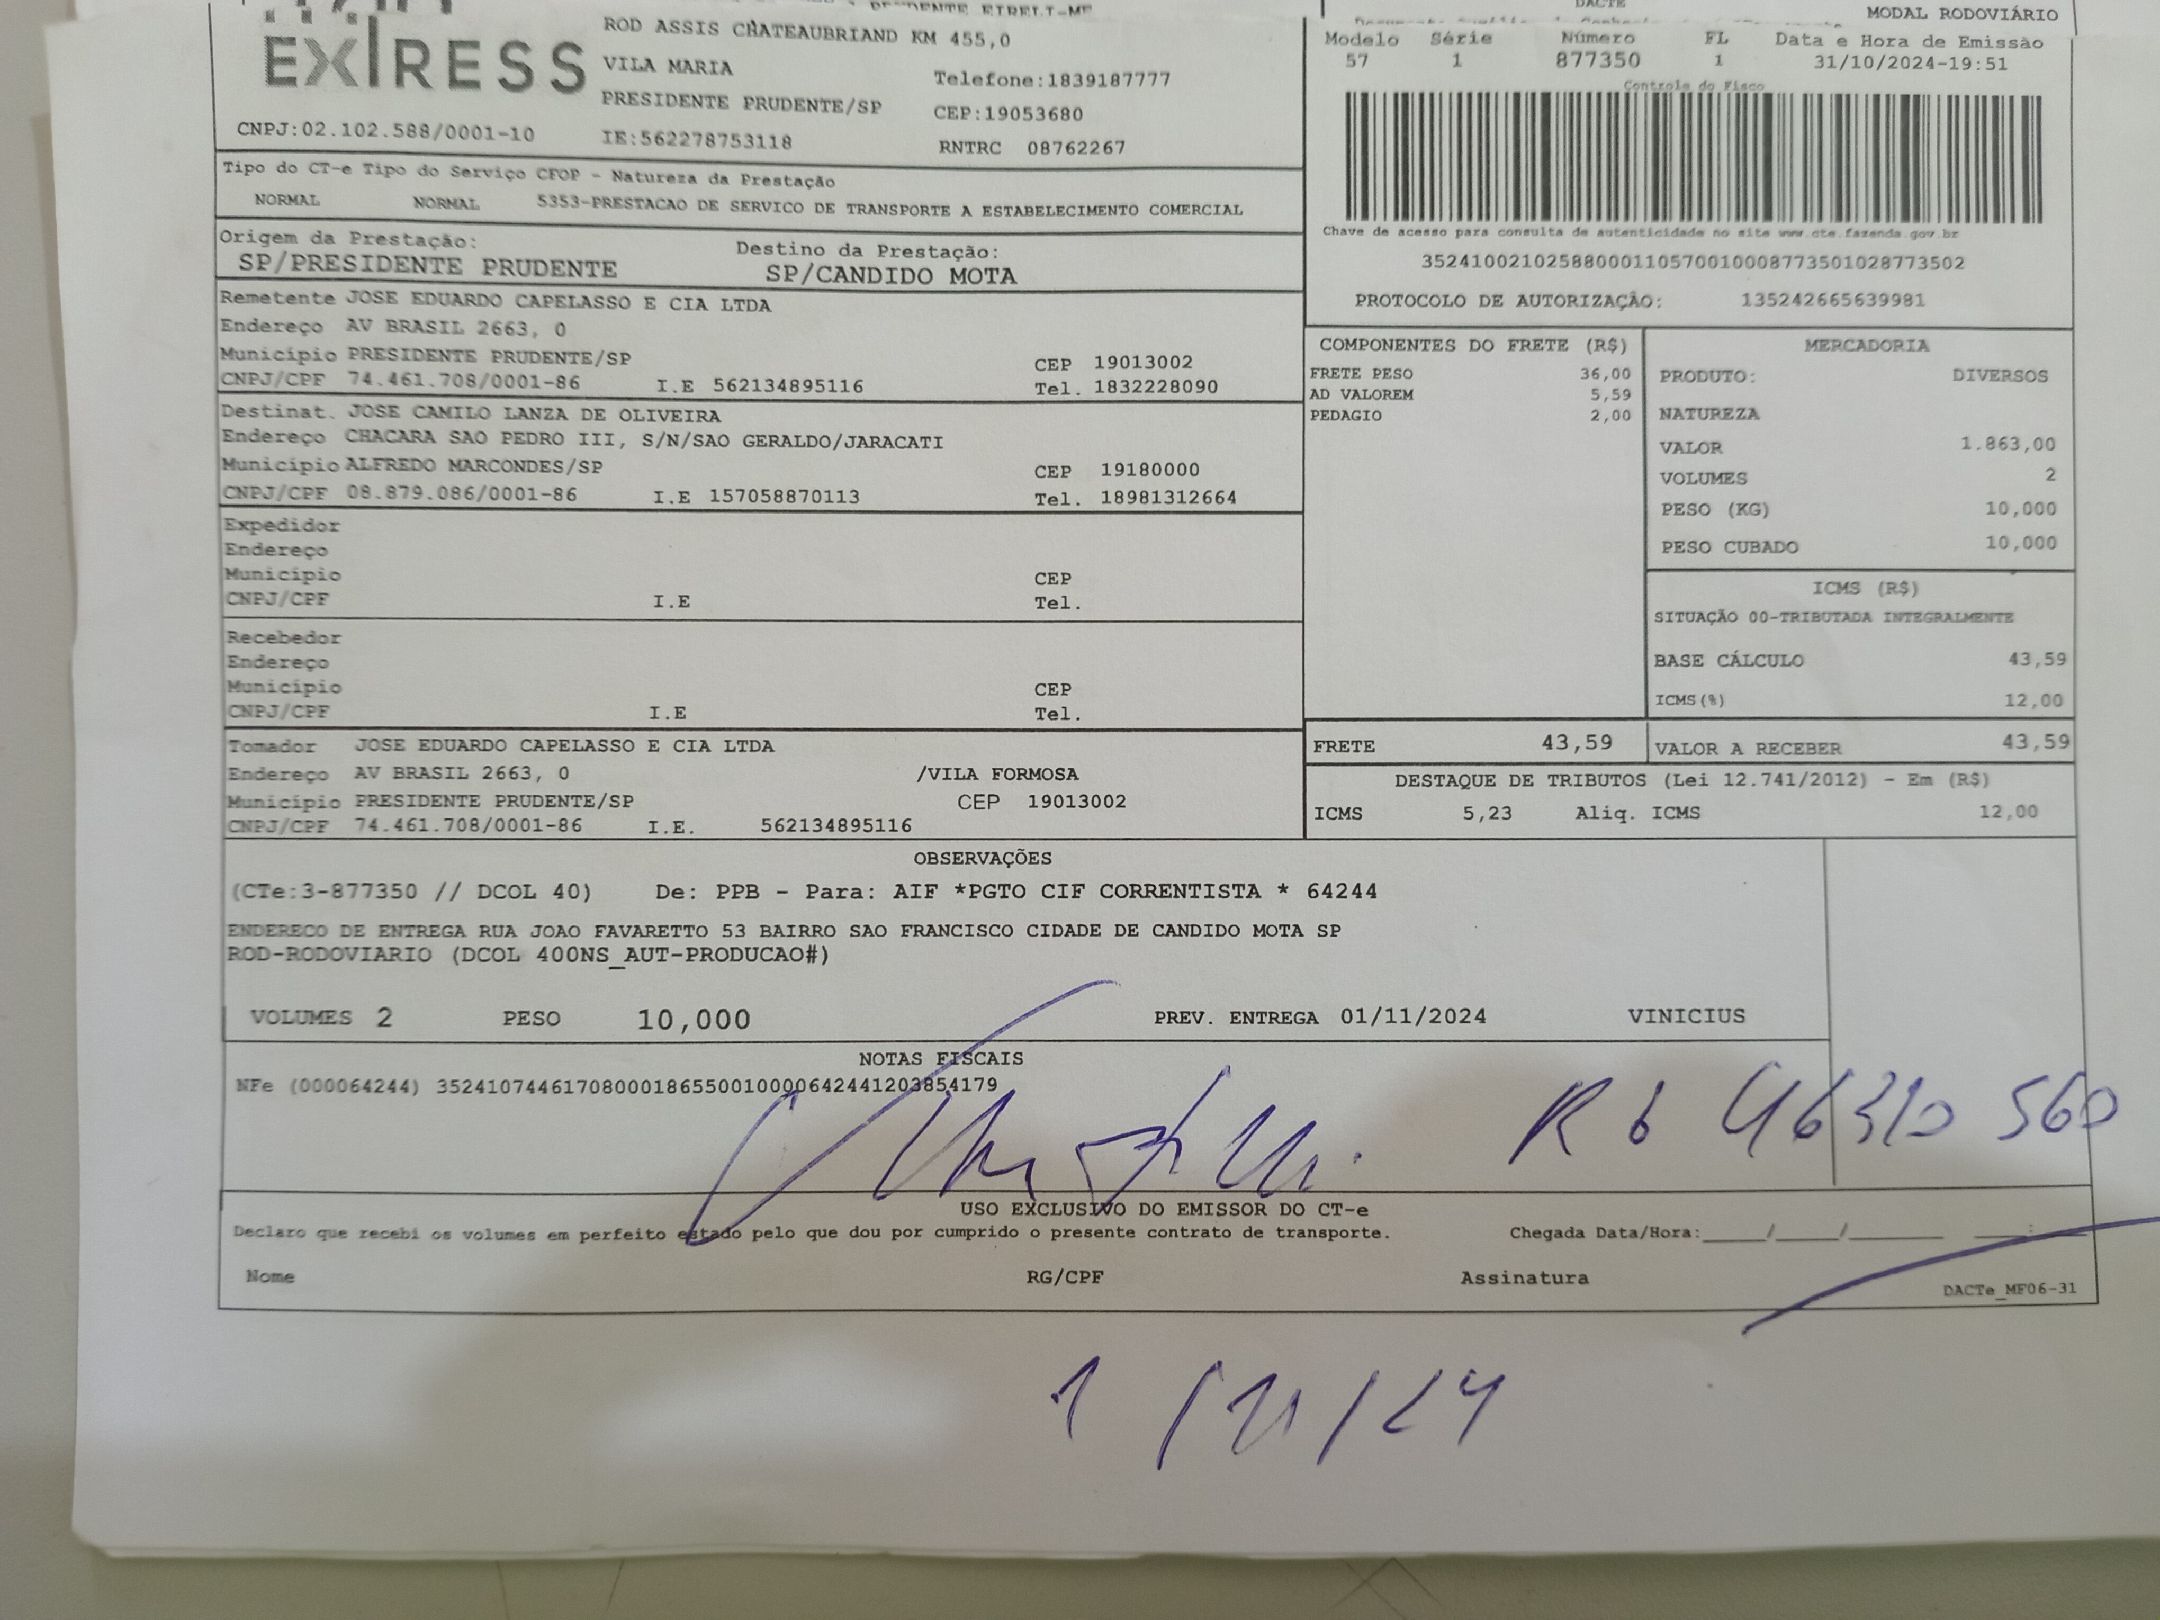 DACTE
MODAL RODOVIÁRIO
EXPRESS
ROD ASSIS CHATEAUBRIAND KM 455,0
VILA MARIA
Telefone:1839187777
PRESIDENTE PRUDENTE/SP
CEP:19053680
CNPJ:02.102.588/0001-10
IE:562278753118
RNTRC 08762267
Modelo Série Número FL Data e Hora de Emissão
57 1 877350 1 31/10/2024-19:51
Controle do Fisco
Chave de acesso para consulta de autenticidade no site www.cte.fazenda.gov.br
35241002102588000110570010008773501028773502
PROTOCOLO DE AUTORIZAÇÃO: 135242665639981
Tipo do CT-e Tipo do Serviço CFOP - Natureza da Prestação
NORMAL NORMAL 5353-PRESTACAO DE SERVICO DE TRANSPORTE A ESTABELECIMENTO COMERCIAL
Origem da Prestação: Destino da Prestação:
SP/PRESIDENTE PRUDENTE SP/CANDIDO MOTA
Remetente JOSE EDUARDO CAPELASSO E CIA LTDA
Endereço AV BRASIL 2663, 0
Município PRESIDENTE PRUDENTE/SP CEP 19013002
CNPJ/CPF 74.461.708/0001-86 I.E 562134895116 Tel. 1832228090
Destinat. JOSE CAMILO LANZA DE OLIVEIRA
Endereço CHACARA SAO PEDRO III, S/N/SAO GERALDO/JARACATI
Município ALFREDO MARCONDES/SP CEP 19180000
CNPJ/CPF 08.879.086/0001-86 I.E 157058870113 Tel. 18981312664
Expedidor
Endereço
Município CEP
CNPJ/CPF I.E Tel.
Recebedor
Endereço
Município CEP
CNPJ/CPF I.E Tel.
Tomador JOSE EDUARDO CAPELASSO E CIA LTDA
Endereço AV BRASIL 2663, 0 /VILA FORMOSA
Município PRESIDENTE PRUDENTE/SP CEP 19013002
CNPJ/CPF 74.461.708/0001-86 I.E. 562134895116
COMPONENTES DO FRETE (R$)
FRETE PESO 36,00
AD VALOREM 5,59
PEDAGIO 2,00
MERCADORIA
PRODUTO: DIVERSOS
NATUREZA
VALOR 1.863,00
VOLUMES 2
PESO (KG) 10,000
PESO CUBADO 10,000
ICMS (R$)
SITUAÇÃO 00-TRIBUTADA INTEGRALMENTE
BASE CÁLCULO 43,59
ICMS(%) 12,00
FRETE 43,59 VALOR A RECEBER 43,59
DESTAQUE DE TRIBUTOS (Lei 12.741/2012) - Em (R$)
ICMS 5,23 Aliq. ICMS 12,00
OBSERVAÇÕES
(CTe:3-877350 // DCOL 40) De: PPB - Para: AIF *PGTO CIF CORRENTISTA * 64244
ENDERECO DE ENTREGA RUA JOAO FAVARETTO 53 BAIRRO SAO FRANCISCO CIDADE DE CANDIDO MOTA SP
ROD-RODOVIARIO (DCOL 400NS_AUT-PRODUCAO#)
VOLUMES 2 PESO 10,000 PREV. ENTREGA 01/11/2024 VINICIUS
NOTAS FISCAIS
NFe (000064244) 35241074461708000186550010000642441203854179
R6 46310560
USO EXCLUSIVO DO EMISSOR DO CT-e
Declaro que recebi os volumes em perfeito estado pelo que dou por cumprido o presente contrato de transporte. Chegada Data/Hora:_____/_____/________ _____:_____
Nome RG/CPF Assinatura
DACTe_MF06-31
1/11/24